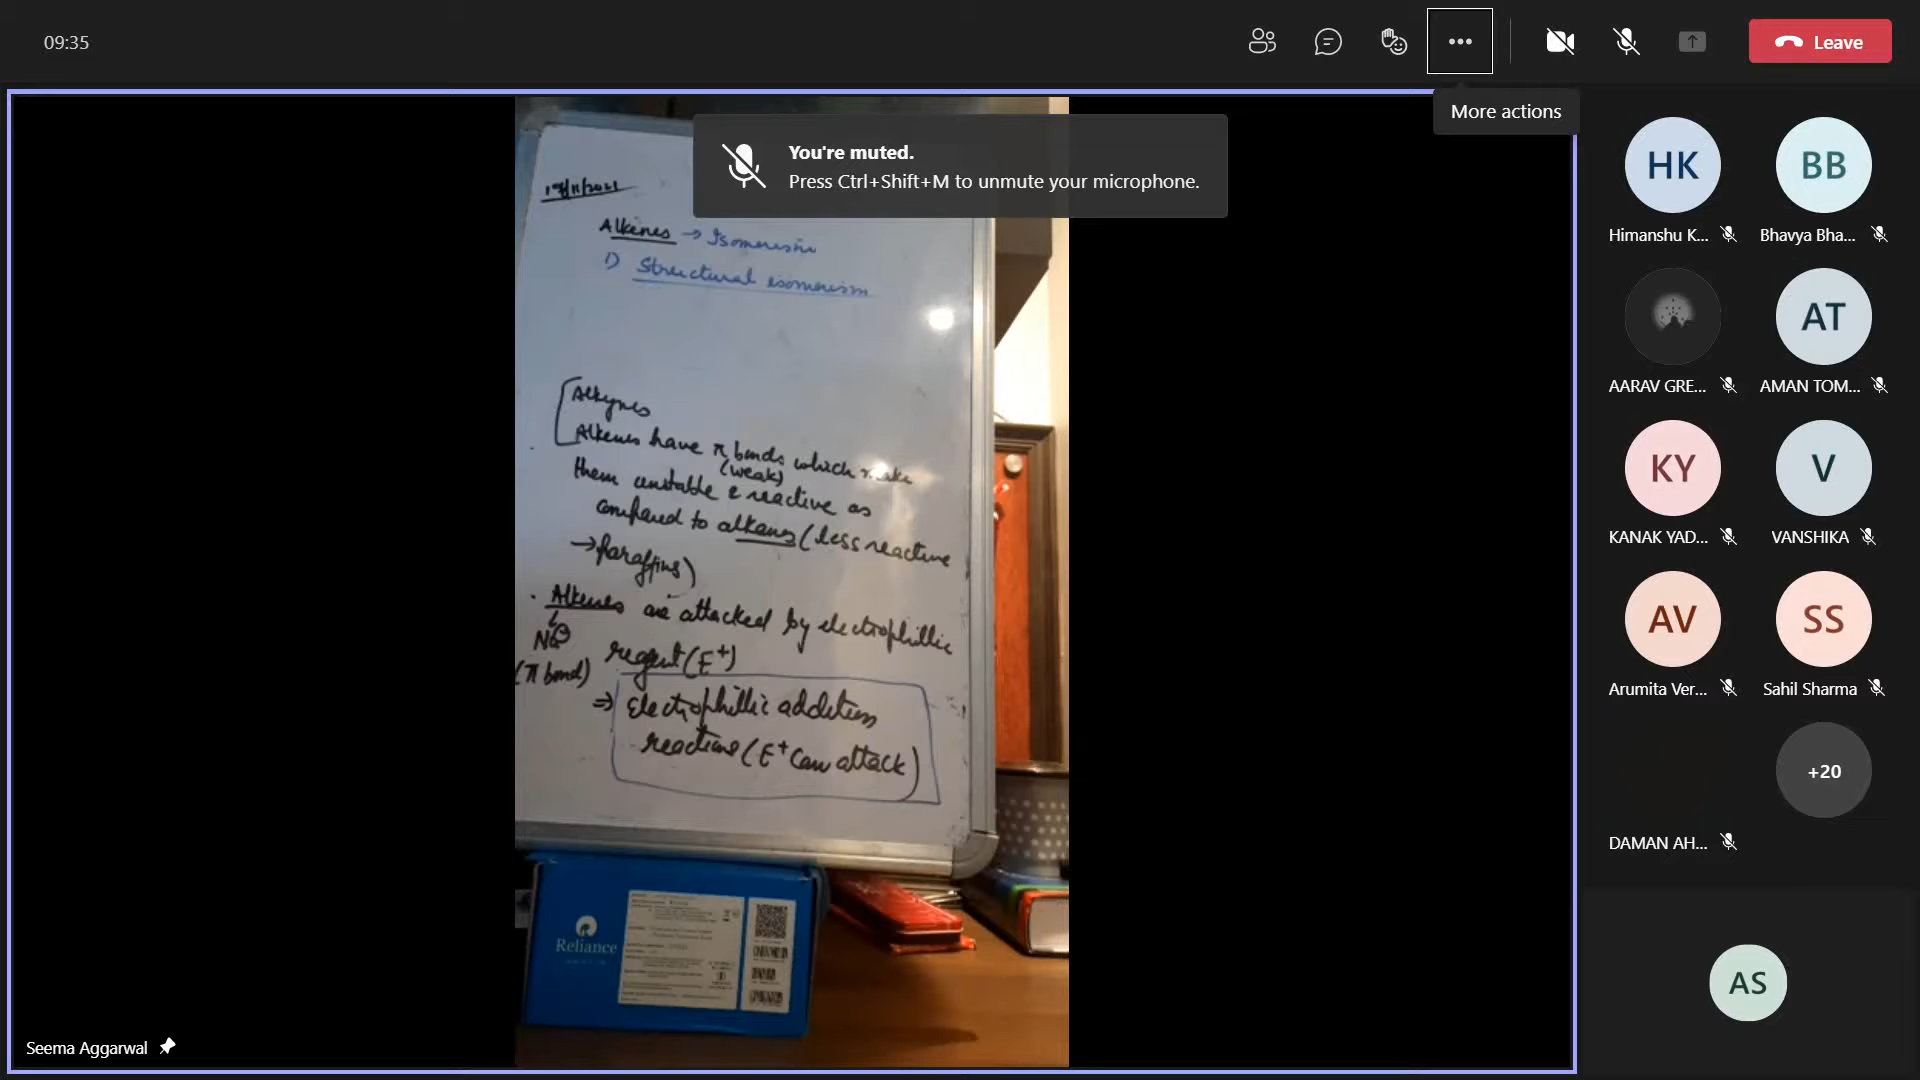 09:35
Leave
More actions
You're muted.
Press Ctrl+Shift+M to unmute your microphone.
Alkenes → Isomerism
1) Structural isomerism
Alkynes
Alkenes have π bonds which make
(weak)
them unstable & reactive as
compared to alkanes (less reactive
→ Paraffins)
. Alkenes are attacked by electrophillic
Nu⊖
regent (E+)
(π bond)
⇒ Electrophillic addition
reactions (E+ can attack)
Reliance
Seema Aggarwal
HK
BB
Himanshu K...
Bhavya Bha...
AT
AARAV GRE...
AMAN TOM...
KY
V
KANAK YAD...
VANSHIKA
AV
SS
Arumita Ver...
Sahil Sharma
+20
DAMAN AH...
AS